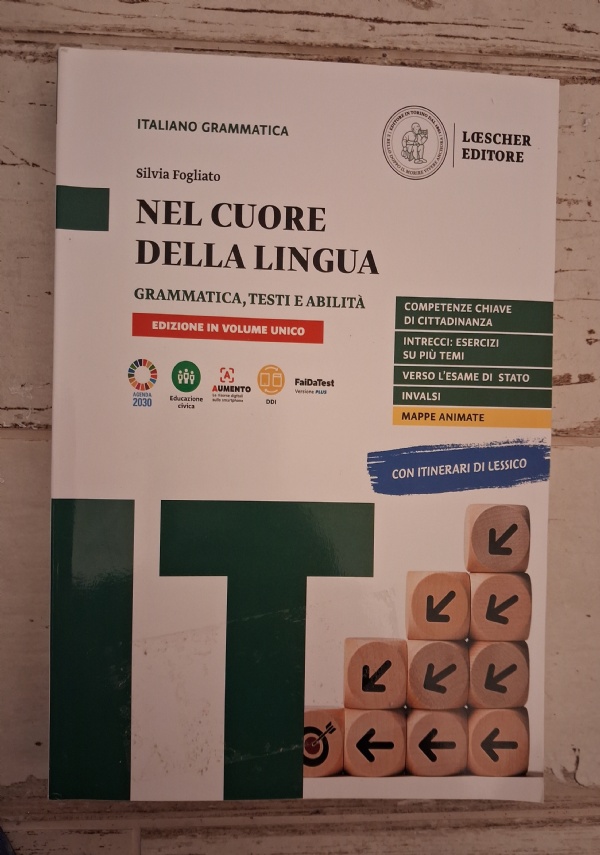 ITALIANO GRAMMATICA
LŒSCHER
EDITORE
Silvia Fogliato
NEL CUORE
DELLA LINGUA
GRAMMATICA, TESTI E ABILITÀ
EDIZIONE IN VOLUME UNICO
COMPETENZE CHIAVE
DI CITTADINANZA
INTRECCI: ESERCIZI
SU PIÙ TEMI
VERSO L'ESAME DI STATO
INVALSI
MAPPE ANIMATE
AGENDA
2030
Educazione
civica
AUMENTO
DDI
FaiDaTest
Versione PLUS
CON ITINERARI DI LESSICO
IT